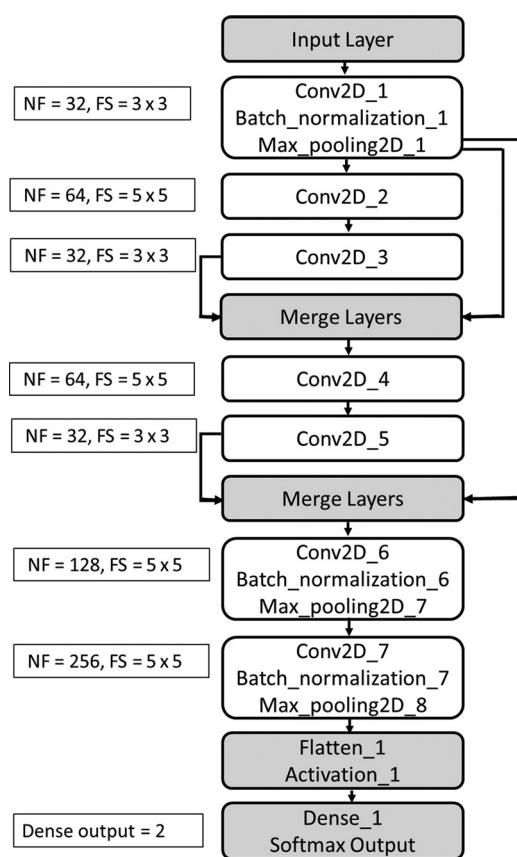 Input Layer
NF = 32, FS = 3 x 3
Conv2D_1
Batch_normalization_1
Max_pooling2D_1
NF = 64, FS = 5 x 5
Conv2D_2
NF = 32, FS = 3 x 3
Conv2D_3
Merge Layers
NF = 64, FS = 5 x 5
Conv2D_4
NF = 32, FS = 3 x 3
Conv2D_5
Merge Layers
NF = 128, FS = 5 x 5
Conv2D_6
Batch_normalization_6
Max_pooling2D_7
NF = 256, FS = 5 x 5
Conv2D_7
Batch_normalization_7
Max_pooling2D_8
Flatten_1
Activation_1
Dense output = 2
Dense_1
Softmax Output